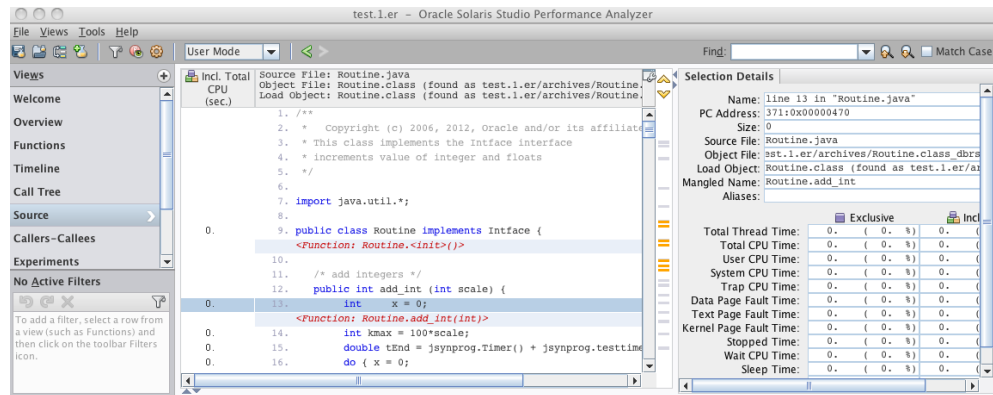 test.1.er – Oracle Solaris Studio Performance Analyzer
File Views Tools Help
User Mode
Find:
Match Case
Views
Welcome
Overview
Functions
Timeline
Call Tree
Source
Callers-Callees
Experiments
No Active Filters
To add a filter, select a row from
a view (such as Functions) and
then click on the toolbar Filters
icon.
Incl. Total
CPU
(sec.)
Source File: Routine.java
Object File: Routine.class (found as test.1.er/archives/Routine.
Load Object: Routine.class (found as test.1.er/archives/Routine.
1. /**
2. * Copyright (c) 2006, 2012, Oracle and/or its affiliate
3. * This class implements the Intface interface
4. * increments value of integer and floats
5. */
6.
7. import java.util.*;
8.
0. 9. public class Routine implements Intface {
<Function: Routine.<init>()>
10.
11. /* add integers */
12. public int add_int (int scale) {
0. 13. int x = 0;
<Function: Routine.add_int(int)>
0. 14. int kmax = 100*scale;
0. 15. double tEnd = jsynprog.Timer() + jsynprog.testtime
0. 16. do { x = 0;
Selection Details
Name: line 13 in "Routine.java"
PC Address: 371:0x00000470
Size: 0
Source File: Routine.java
Object File: est.1.er/archives/Routine.class_dbrs
Load Object: Routine.class (found as test.1.er/ar
Mangled Name: Routine.add_int
Aliases:
Exclusive Incl
Total Thread Time: 0. ( 0. %) 0. (
Total CPU Time: 0. ( 0. %) 0. (
User CPU Time: 0. ( 0. %) 0. (
System CPU Time: 0. ( 0. %) 0. (
Trap CPU Time: 0. ( 0. %) 0. (
Data Page Fault Time: 0. ( 0. %) 0. (
Text Page Fault Time: 0. ( 0. %) 0. (
Kernel Page Fault Time: 0. ( 0. %) 0. (
Stopped Time: 0. ( 0. %) 0. (
Wait CPU Time: 0. ( 0. %) 0. (
Sleep Time: 0. ( 0. %) 0. (